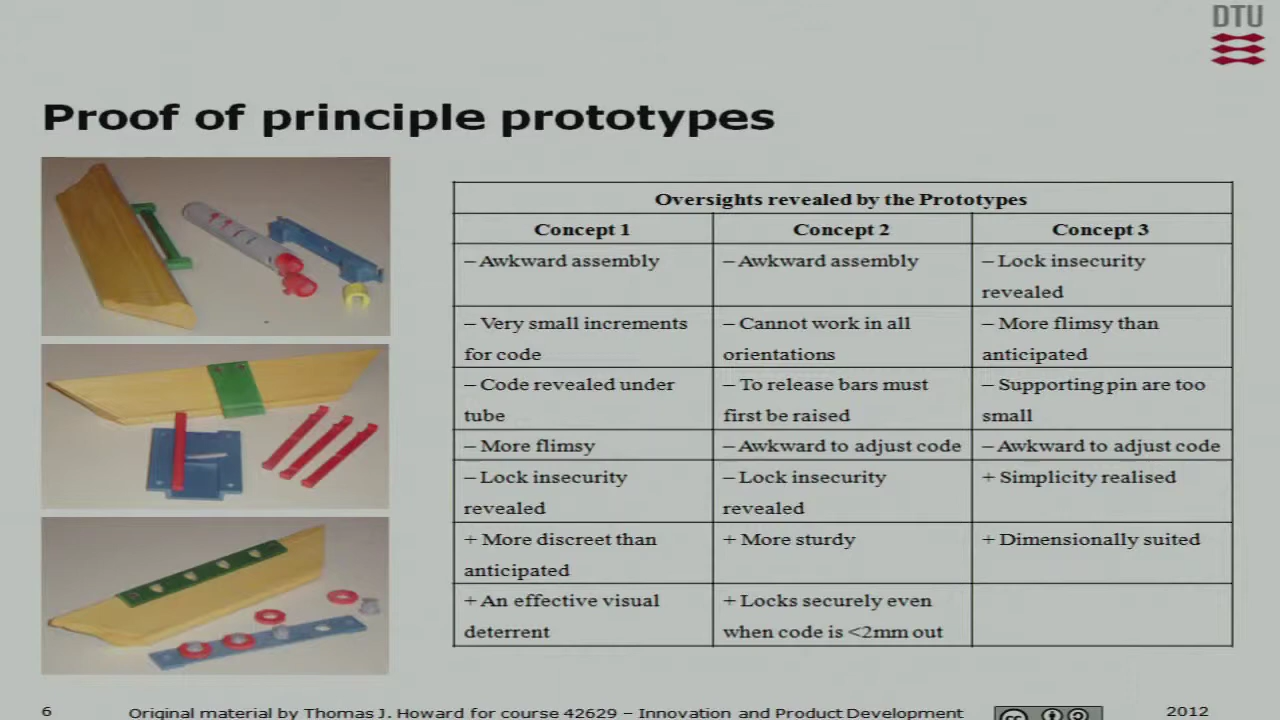 DTU
Proof of principle prototypes
Oversights revealed by the Prototypes
Concept 1
Concept 2
Concept 3
– Awkward assembly
– Awkward assembly
– Lock insecurity
revealed
– Very small increments
for code
– Cannot work in all
orientations
– More flimsy than
anticipated
– Code revealed under
tube
– To release bars must
first be raised
– Supporting pin are too
small
– More flimsy
– Awkward to adjust code
– Awkward to adjust code
– Lock insecurity
revealed
– Lock insecurity
revealed
+ Simplicity realised
+ More discreet than
anticipated
+ More sturdy
+ Dimensionally suited
+ An effective visual
deterrent
+ Locks securely even
when code is <2mm out
6
Original material by Thomas J. Howard for course 42629 – Innovation and Product Development
cc
2012